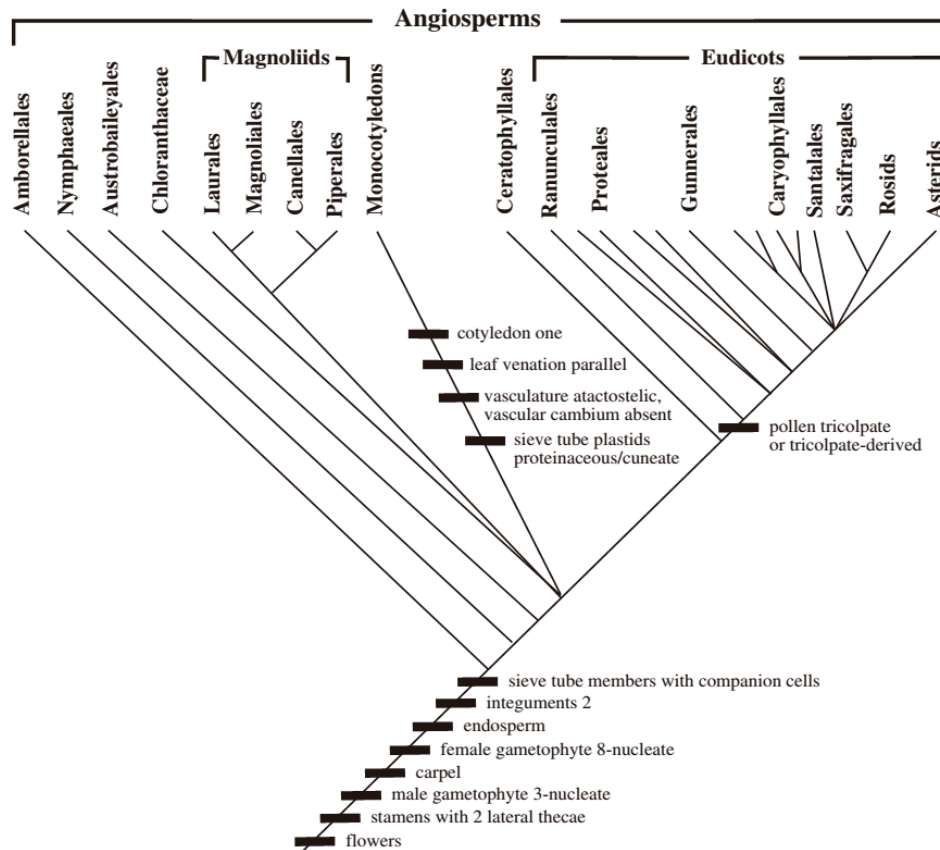 Angiosperms
Magnoliids
Eudicots
Amborellales
Nymphaeales
Austrobaileyales
Chloranthaceae
Laurales
Magnoliales
Canellales
Piperales
Monocotyledons
Ceratophyllales
Ranunculales
Proteales
Gunnerales
Caryophyllales
Santalales
Saxifragales
Rosids
Asterids
cotyledon one
leaf venation parallel
vasculature atactostelic,
vascular cambium absent
sieve tube plastids
proteinaceous/cuneate
pollen tricolpate
or tricolpate-derived
sieve tube members with companion cells
integuments 2
endosperm
female gametophyte 8-nucleate
carpel
male gametophyte 3-nucleate
stamens with 2 lateral thecae
flowers